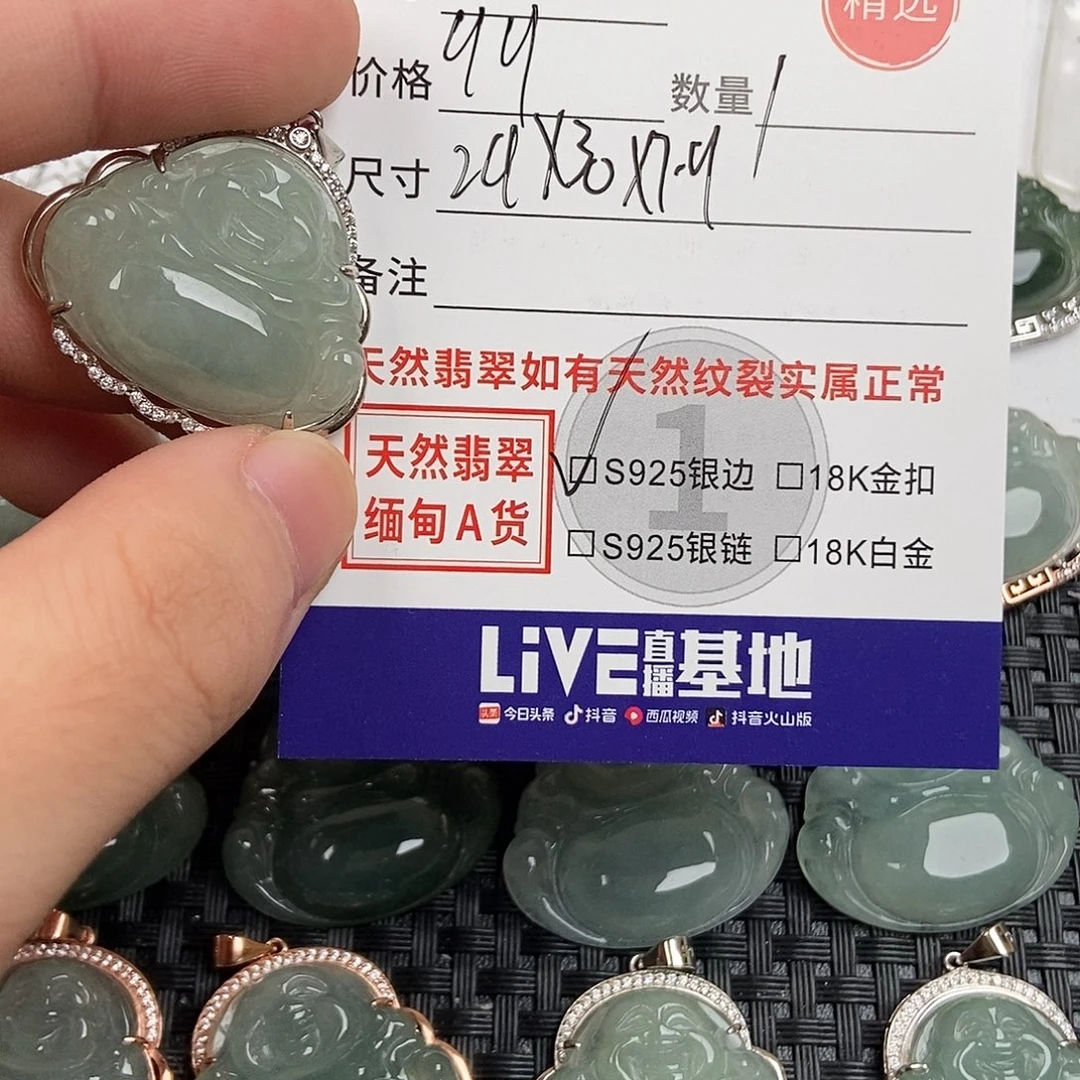 精选
价格 99 数量 1
尺寸 29X30X7.9
备注
天然翡翠如有天然纹裂实属正常
天然翡翠
缅甸A货
1
☑S925银边 □18K金扣
□S925银链 □18K白金
LiVE直播基地
头条 今日头条 抖音 西瓜视频 抖音火山版